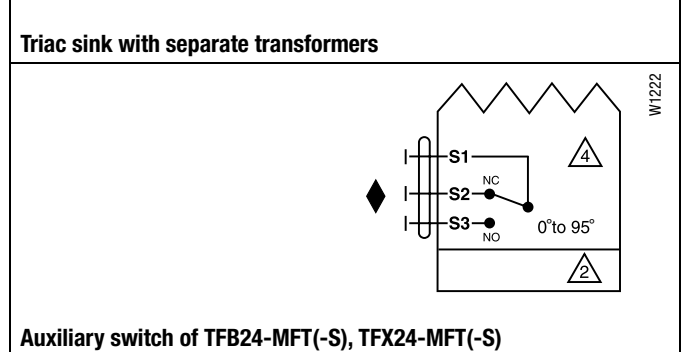 Triac sink with separate transformers
W1222
S1
4
NC
S2
S3
0° to 95°
NO
2
Auxiliary switch of TFB24-MFT(-S), TFX24-MFT(-S)